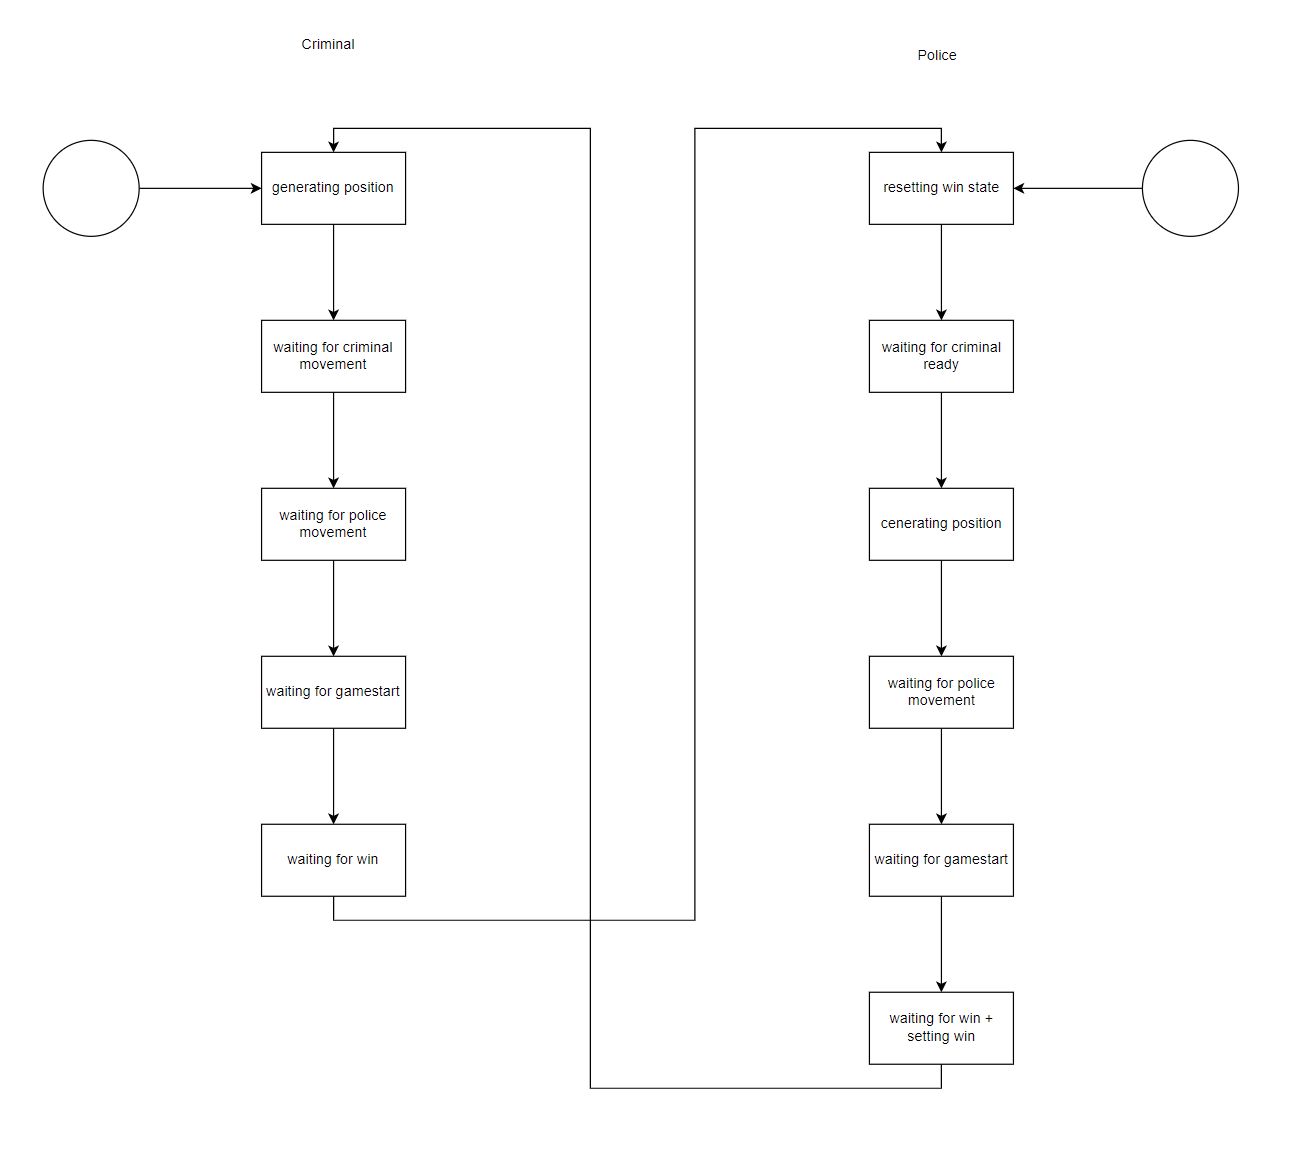 Criminal
Police
generating position
waiting for criminal
movement
waiting for police
movement
waiting for gamestart
waiting for win
resetting win state
waiting for criminal
ready
cenerating position
waiting for police
movement
waiting for gamestart
waiting for win +
setting win